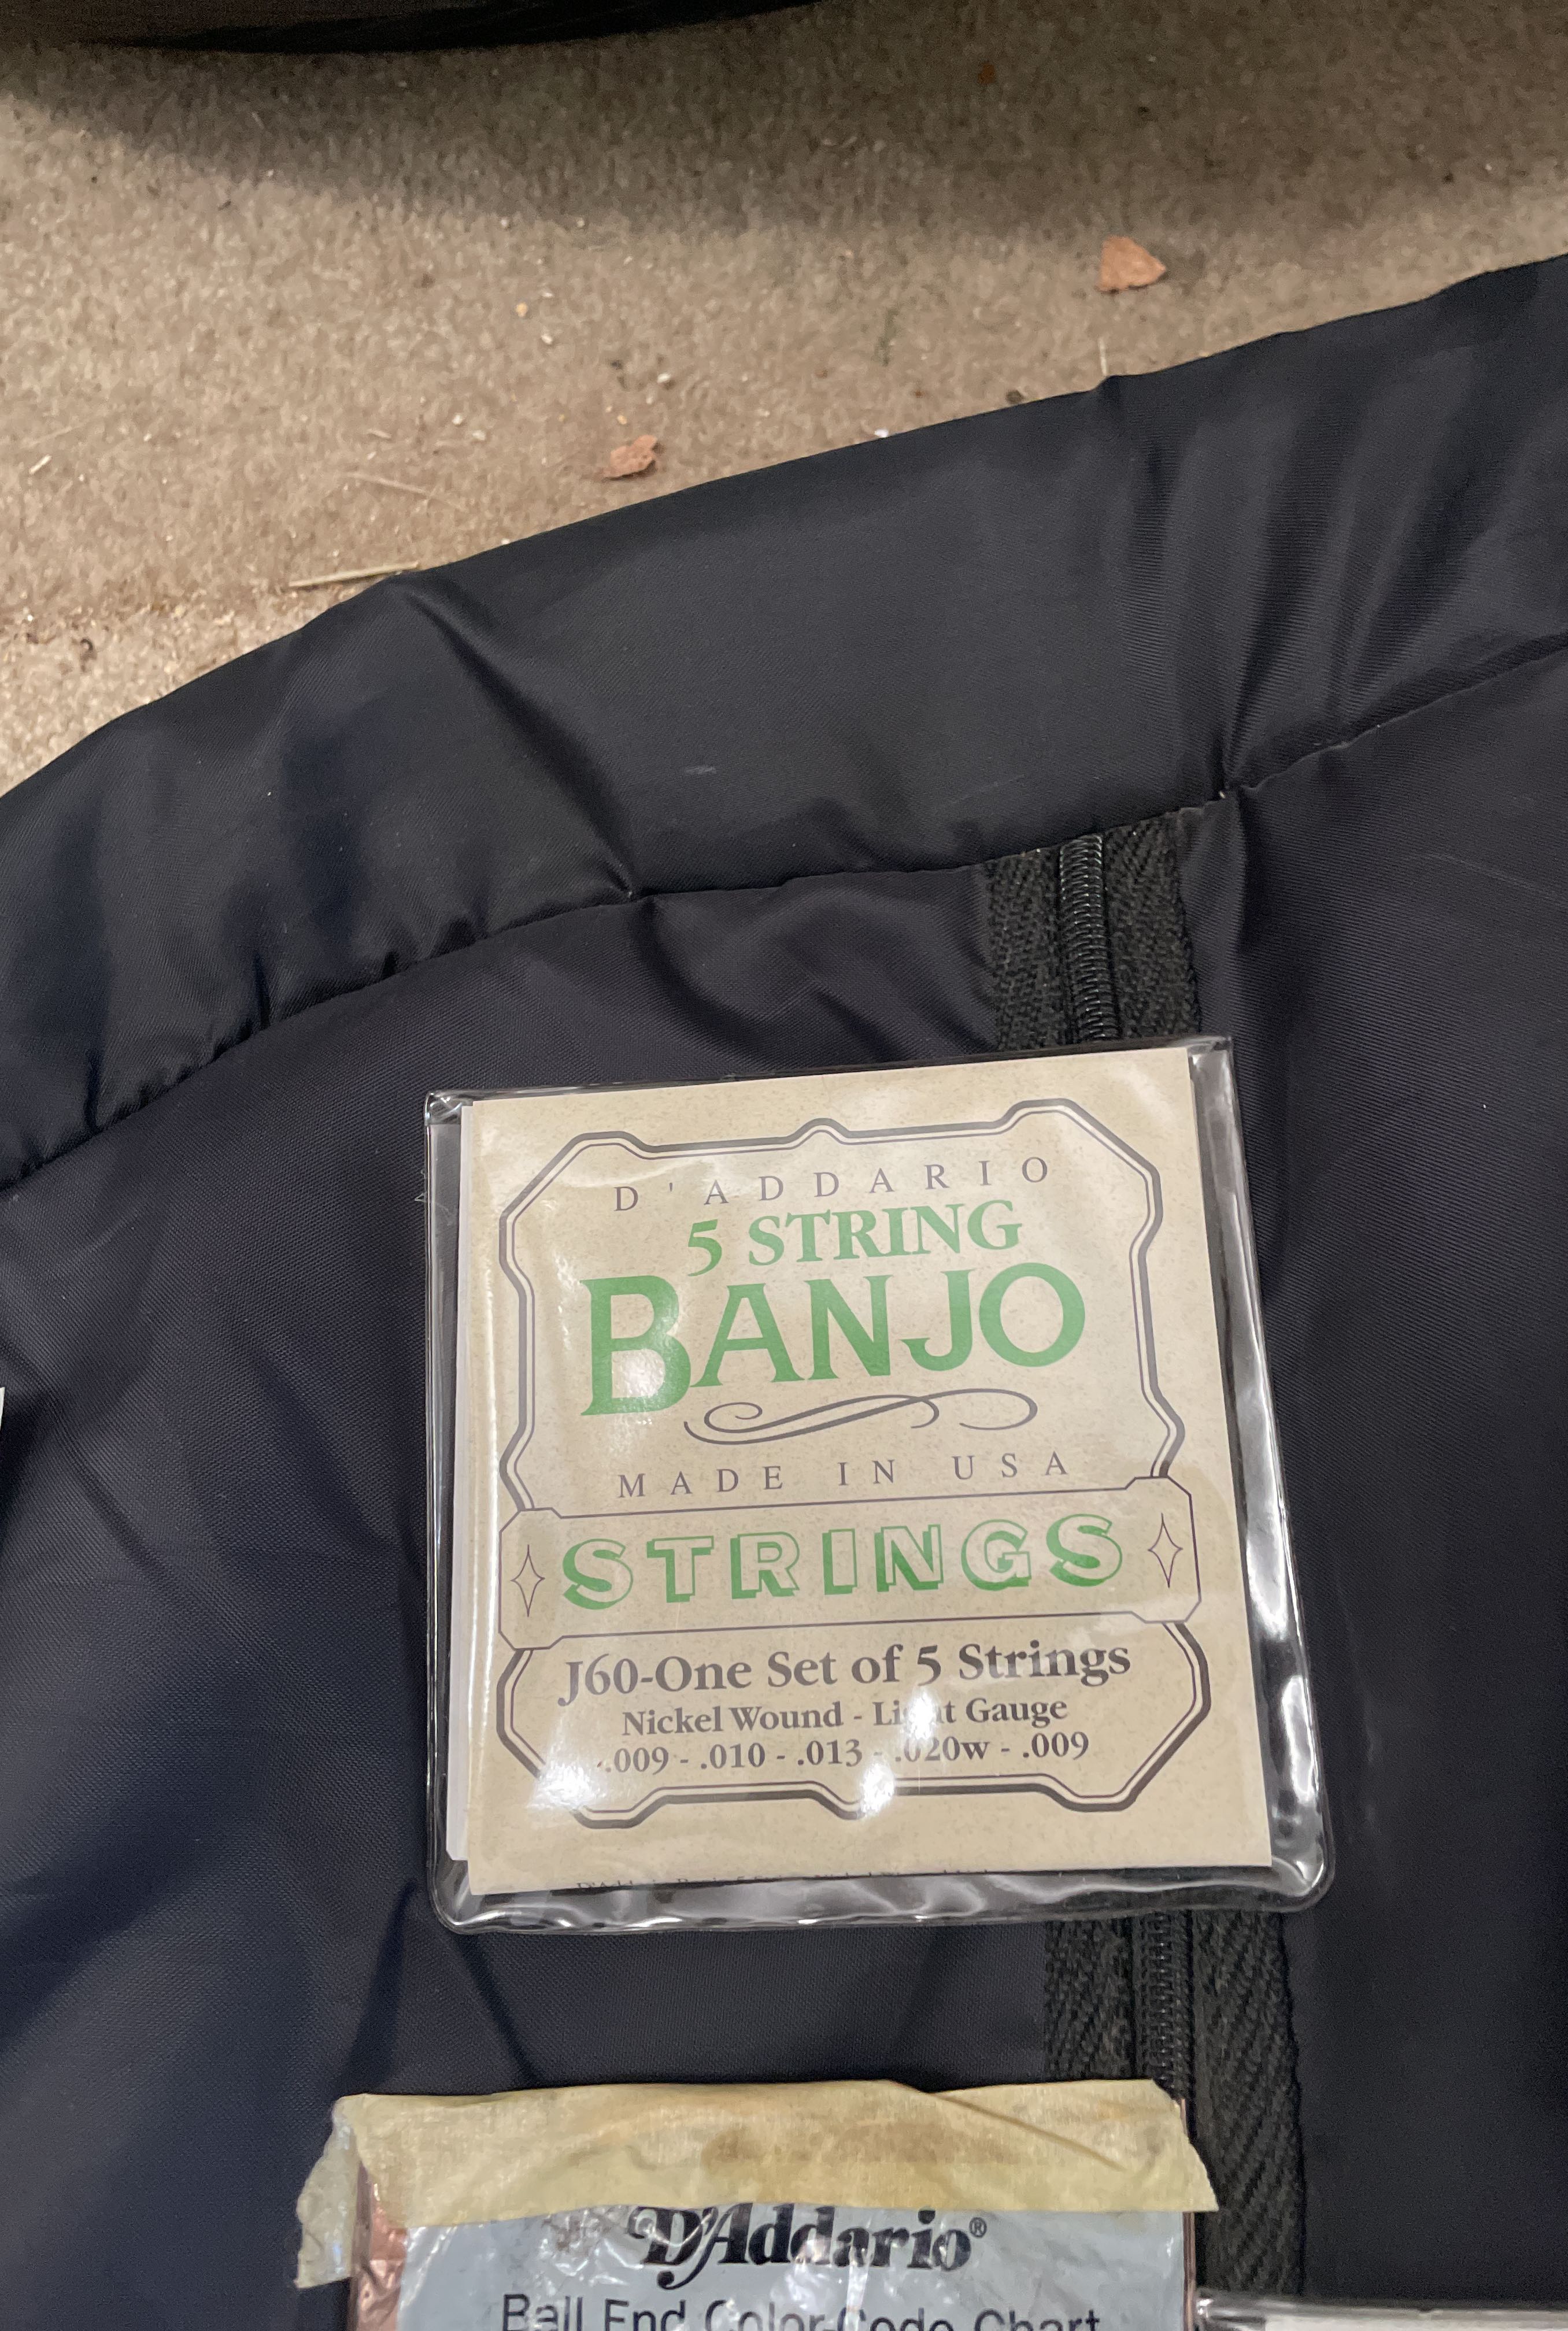 D'ADDARIO
5 STRING
BANJO
MADE IN USA
STRINGS
J60-One Set of 5 Strings
Nickel Wound - Light Gauge
.009 - .010 - .013 - .020w - .009
D'Addario®
Ball End Color-Code Chart